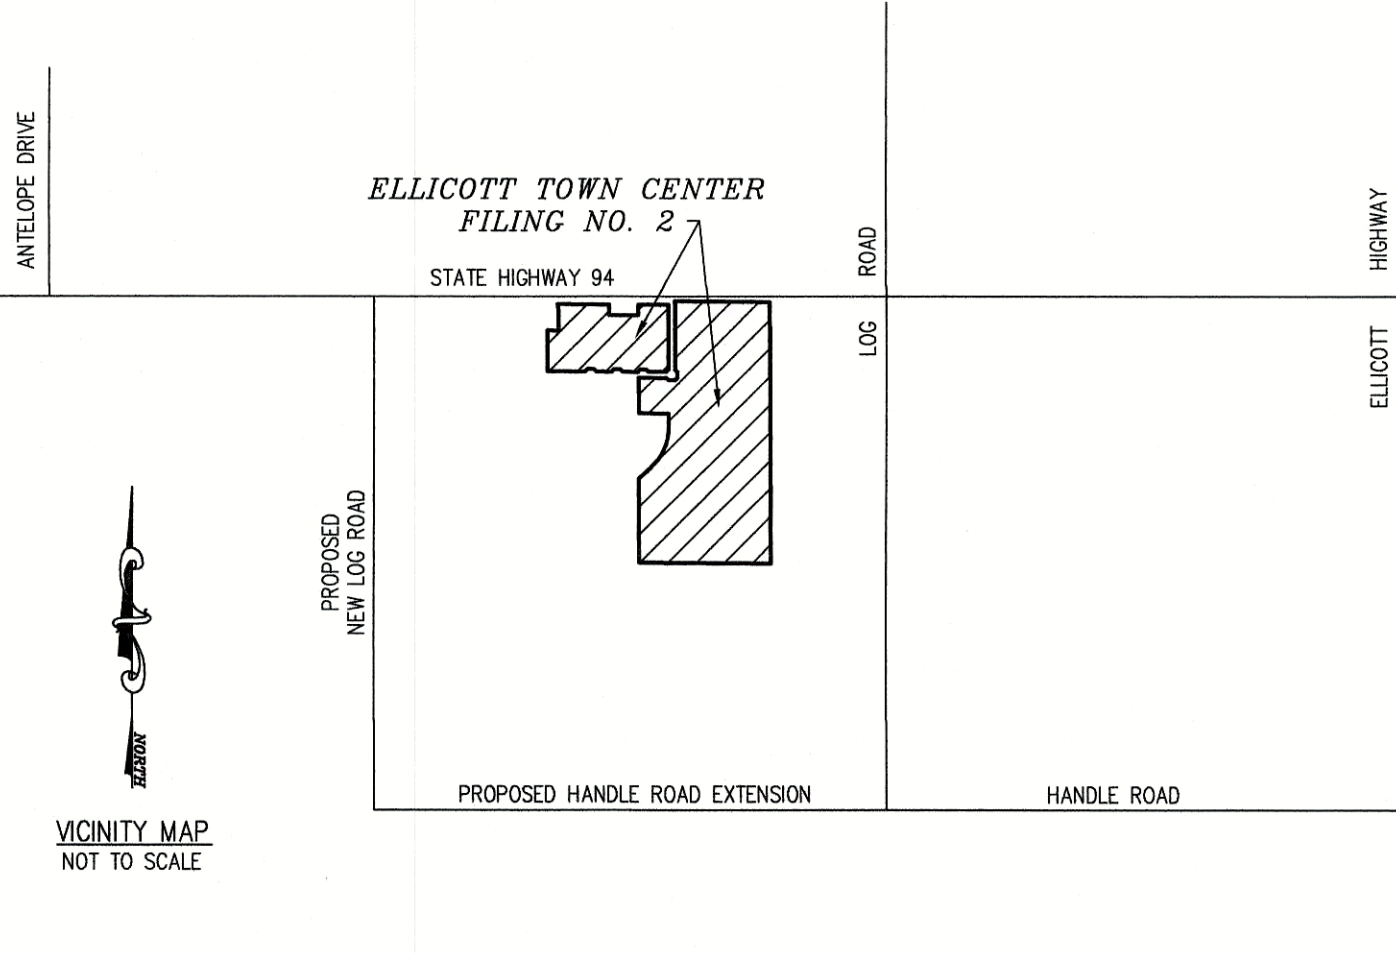 ANTELOPE DRIVE
ELLICOTT TOWN CENTER
FILING NO. 2
STATE HIGHWAY 94
LOG ROAD
ELLICOTT HIGHWAY
PROPOSED
NEW LOG ROAD
NORTH
PROPOSED HANDLE ROAD EXTENSION
HANDLE ROAD
VICINITY MAP
NOT TO SCALE